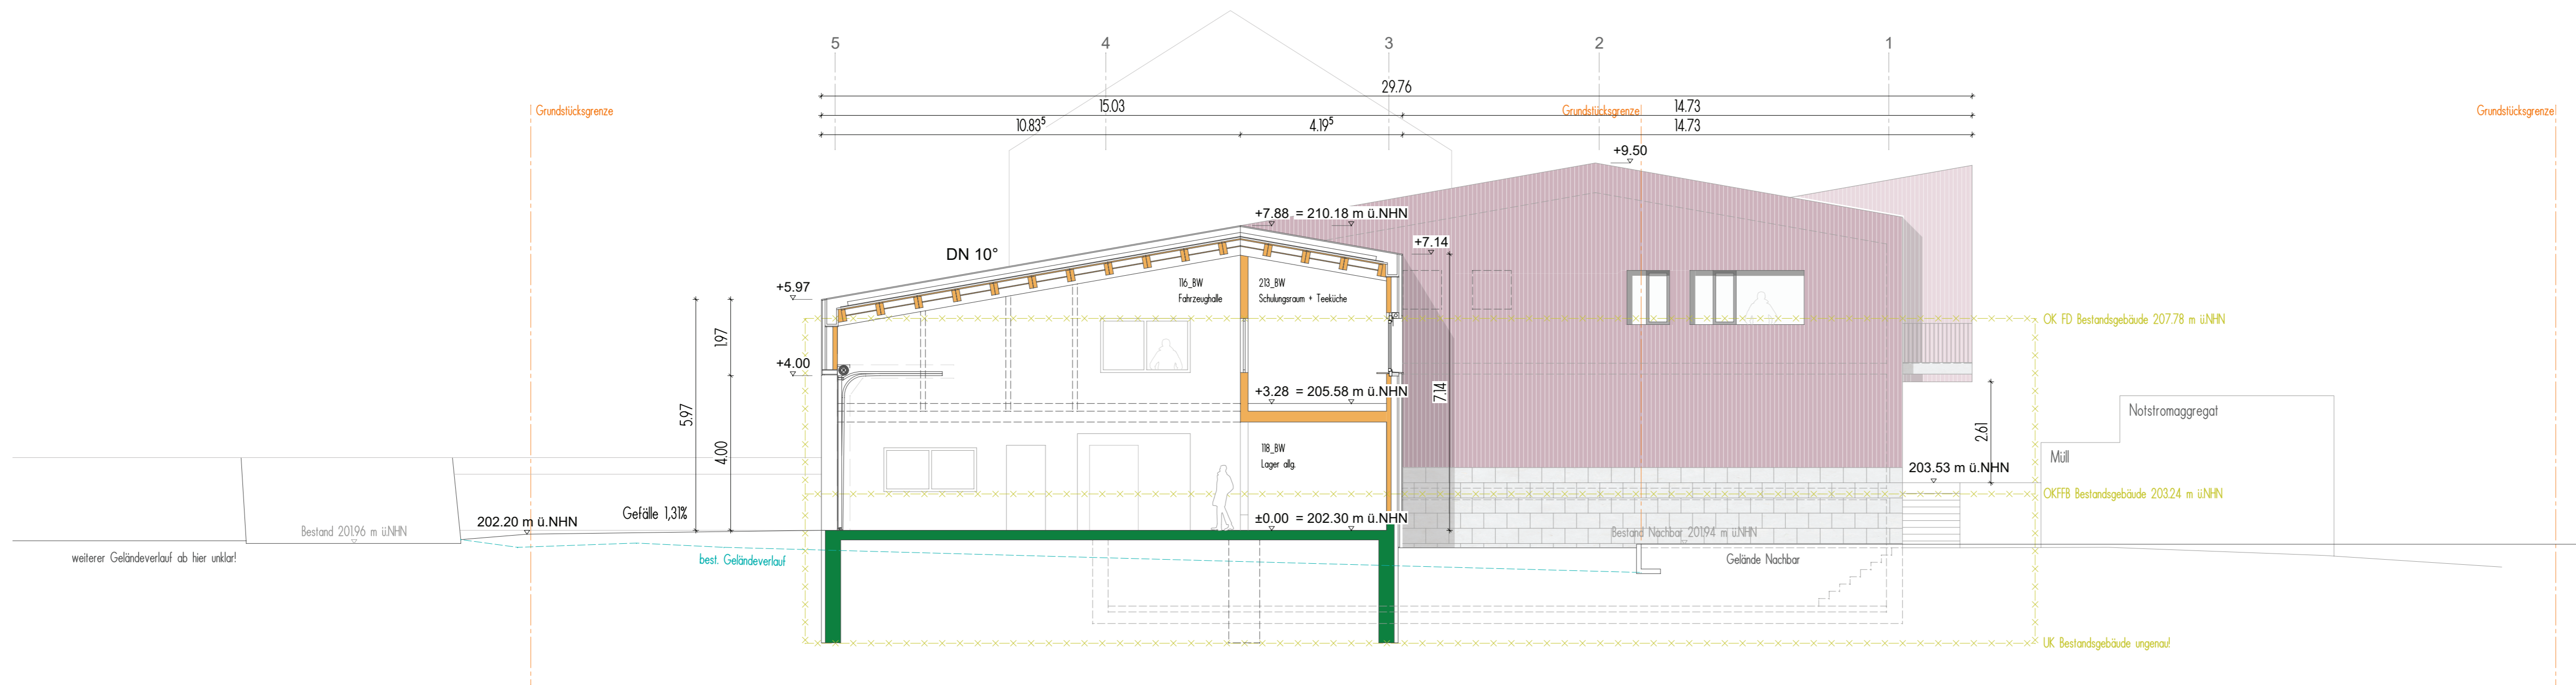 5
4
3
2
1
29.76
Grundstücksgrenze
15.03
Grundstücksgrenze
14.73
Grundstücksgrenze
10.83⁵
4.19⁵
14.73
+9.50
+7.88 = 210.18 m ü.NHN
+7.14
DN 10°
116_BW
Fahrzeughalle
213_BW
Schulungsraum + Teeküche
+5.97
OK FD Bestandsgebäude 207.78 m ü.NHN
1.97
+4.00
+3.28 = 205.58 m ü.NHN
7.14
5.97
4.00
2.61
Notstromaggregat
Müll
118_BW
Lager allg.
203.53 m ü.NHN
OKFFB Bestandsgebäude 203.24 m ü.NHN
Gefälle 1,31%
202.20 m ü.NHN
±0.00 = 202.30 m ü.NHN
Bestand 201.96 m ü.NHN
Bestand Nachbar 201.94 m ü.NHN
weiterer Geländeverlauf ab hier unklar!
best. Geländeverlauf
Gelände Nachbar
UK Bestandsgebäude ungenau!